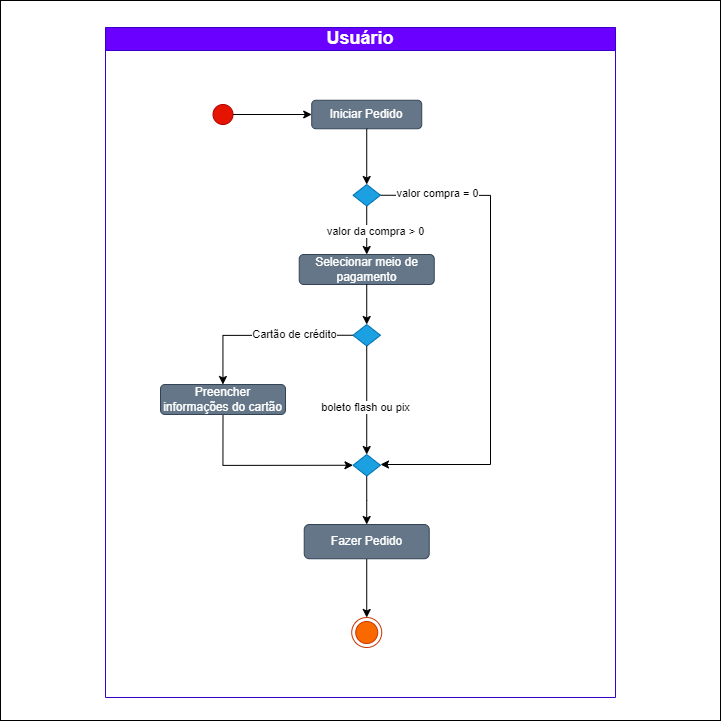 Usuário
Iniciar Pedido
valor compra = 0
valor da compra > 0
Selecionar meio de
pagamento
Cartão de crédito
Preencher
informações do cartão
boleto flash ou pix
Fazer Pedido